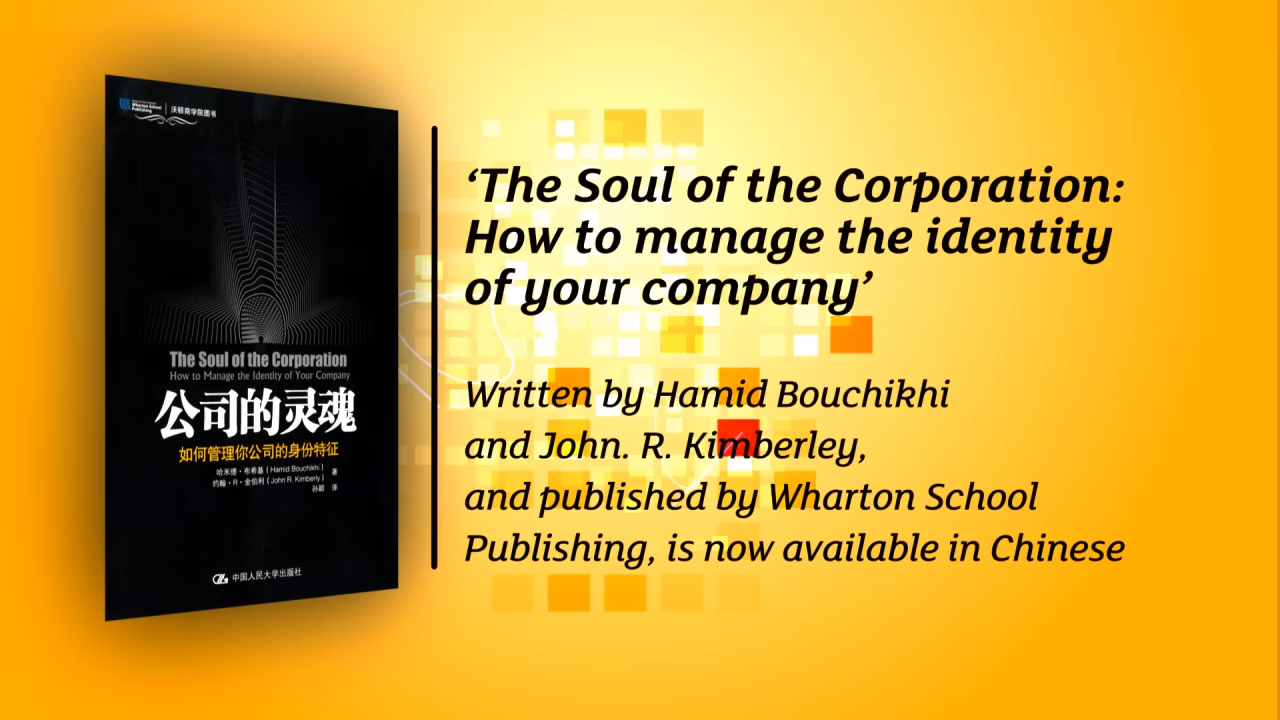 Wharton School
Publishing
沃顿商学院图书
The Soul of the Corporation
How to Manage the Identity of Your Company
公司的灵魂
如何管理你公司的身份特征
哈米德·布希基（Hamid Bouchikhi） 著
约翰·R·金伯利（John R. Kimberly）
孙颖 译
中国人民大学出版社
‘The Soul of the Corporation:
How to manage the identity
of your company’
Written by Hamid Bouchikhi
and John. R. Kimberley,
and published by Wharton School
Publishing, is now available in Chinese